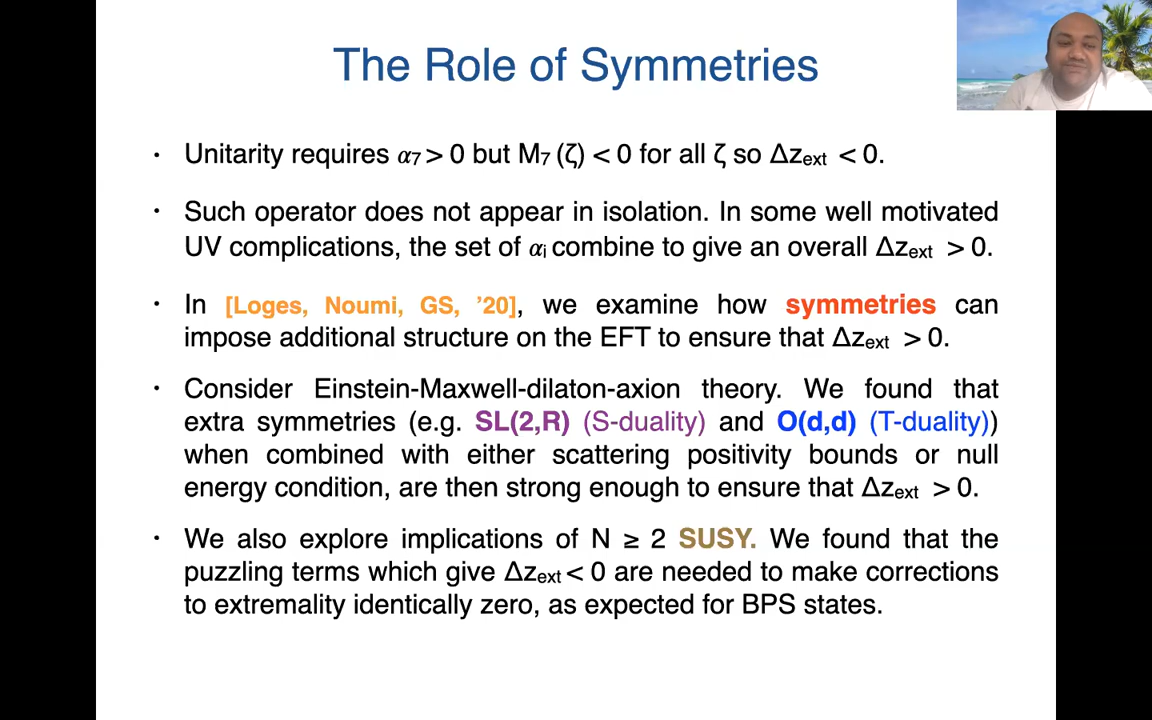 The Role of Symmetries
• Unitarity requires α7 > 0 but M7 (ζ) < 0 for all ζ so Δzext < 0.
• Such operator does not appear in isolation. In some well motivated
UV complications, the set of αi combine to give an overall Δzext > 0.
• In [Loges, Noumi, GS, ’20], we examine how symmetries can
impose additional structure on the EFT to ensure that Δzext > 0.
• Consider Einstein-Maxwell-dilaton-axion theory. We found that
extra symmetries (e.g. SL(2,R) (S-duality) and O(d,d) (T-duality))
when combined with either scattering positivity bounds or null
energy condition, are then strong enough to ensure that Δzext > 0.
• We also explore implications of N ≥ 2 SUSY. We found that the
puzzling terms which give Δzext < 0 are needed to make corrections
to extremality identically zero, as expected for BPS states.